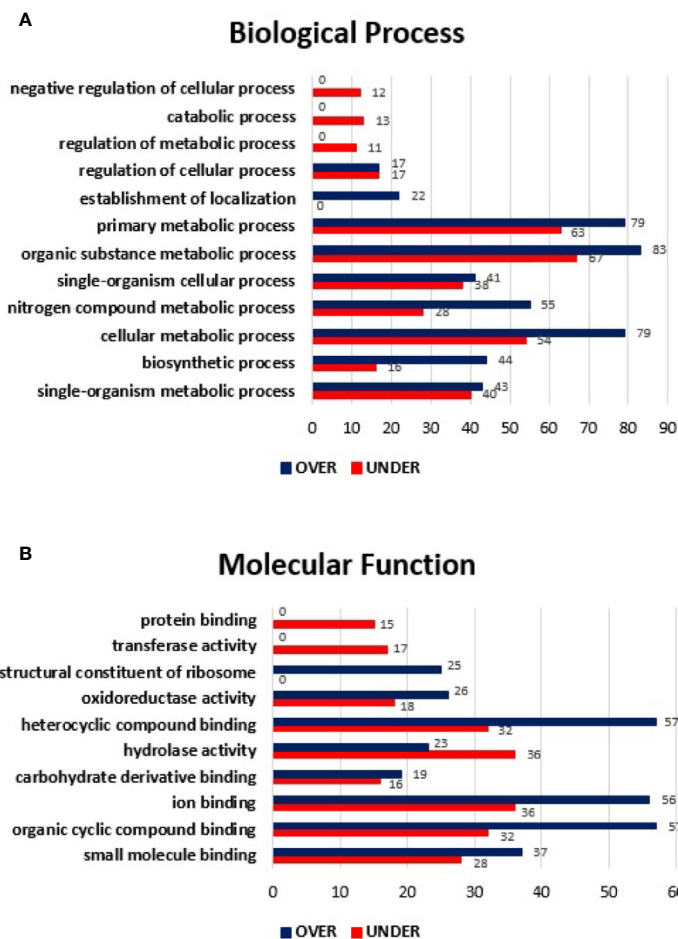 A
Biological Process
negative regulation of cellular process 0 12
catabolic process 0 13
regulation of metabolic process 0 11
regulation of cellular process 17 17
establishment of localization 22 0
primary metabolic process 79 63
organic substance metabolic process 83 67
single-organism cellular process 41 38
nitrogen compound metabolic process 55 28
cellular metabolic process 79 54
biosynthetic process 44 16
single-organism metabolic process 43 40
0 10 20 30 40 50 60 70 80 90
OVER UNDER
B
Molecular Function
protein binding 0 15
transferase activity 0 17
structural constituent of ribosome 25 0
oxidoreductase activity 26 18
heterocyclic compound binding 57 32
hydrolase activity 23 36
carbohydrate derivative binding 19 16
ion binding 56 36
organic cyclic compound binding 32
small molecule binding 37 28
0 10 20 30 40 50
OVER UNDER